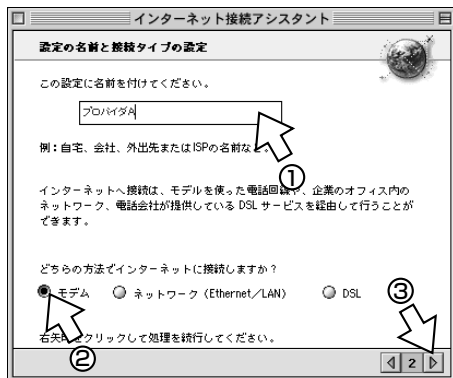 インターネット接続アシスタント
設定の名前と接続タイプの設定
この設定に名前を付けてください。
プロバイダA
例：自宅、会社、外出先またはISPの名前など。
①
インターネットへ接続は、モデルを使った電話回線や、企業のオフィス内の
ネットワーク、電話会社が提供している DSL サービスを経由して行うことが
できます。
どちらの方法でインターネットに接続しますか？
モデム ネットワーク（Ethernet/LAN） DSL
③
右矢印をクリックして処理を続行してください。
②
2